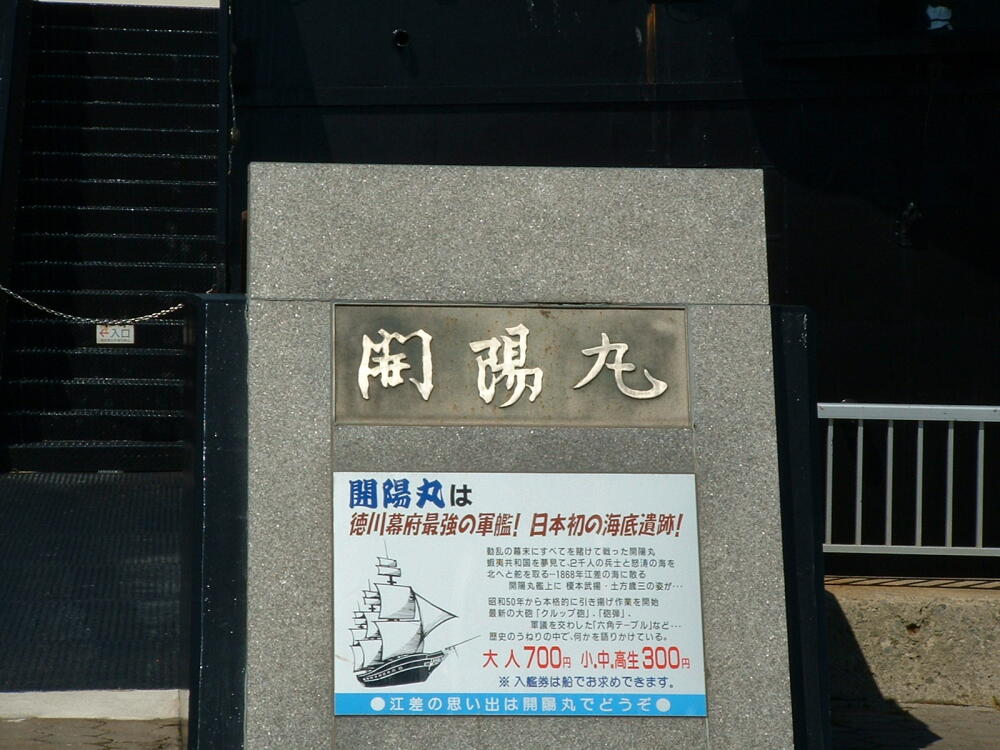 入口
開陽丸
開陽丸は
徳川幕府最強の軍艦! 日本初の海底遺跡!
動乱の幕末にすべてを賭けて戦った開陽丸
蝦夷共和国を夢見て、2千人の兵士と怒涛の海を
北へと舵を取る…1868年江差の海に散る
開陽丸艦上に 榎本武揚・土方歳三の姿が…
昭和50年から本格的に引き揚げ作業を開始
最新の大砲「クルップ砲」、「砲弾」、
軍議を交わした「六角テーブル」など…
歴史のうねりの中で、何かを語りかけている。
大人700円 小.中.高生300円
※ 入艦券は船でお求めできます。
●江差の思い出は開陽丸でどうぞ●